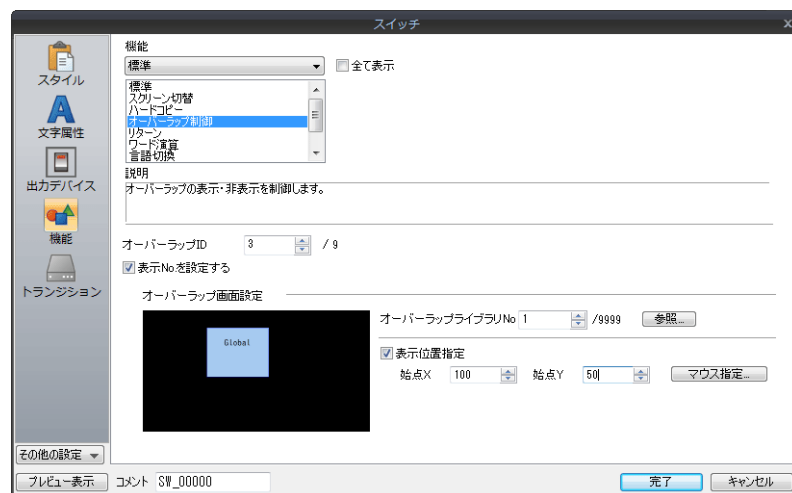 スイッチ
スタイル
文字属性
出力デバイス
機能
トランジション
その他の設定
機能
標準
全て表示
標準
スクリーン切替
ハードコピー
オーバーラップ制御
リターン
ワード演算
言語切換
説明
オーバーラップの表示・非表示を制御します。
オーバーラップID 3 / 9
表示No.を設定する
オーバーラップ画面設定
Global
オーバーラップライブラリNo 1 /9999 参照...
表示位置指定
始点X 100 始点Y 50 マウス指定...
プレビュー表示 コメント SW_00000 完了 キャンセル